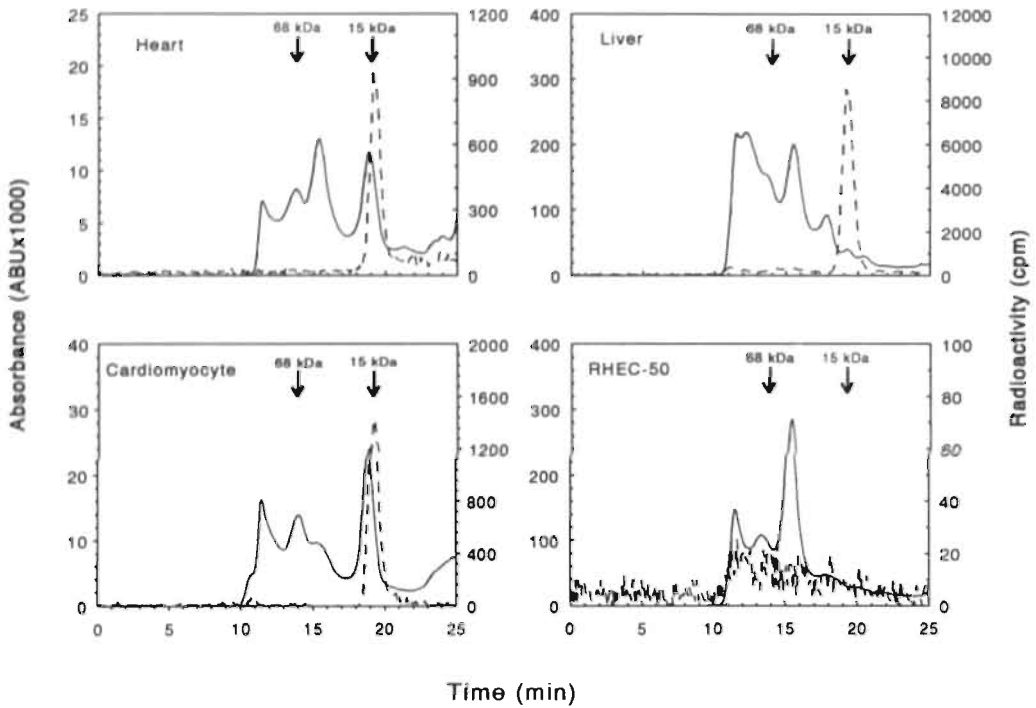 25
20
15
10
5
0
Heart
68 kDa
15 kDa
1200
900
600
300
0
400
300
200
100
0
Liver
68 kDa
15 kDa
12000
10000
8000
6000
4000
2000
0
Absorbance (ABUx1000)
Radioactivity (cpm)
40
30
20
10
0
Cardiomyocyte
68 kDa
15 kDa
2000
1600
1200
800
400
0
0 5 10 15 20 25
400
300
200
100
0
RHEC-50
68 kDa
15 kDa
100
80
60
40
20
0
0 5 10 15 20 25
Time (min)